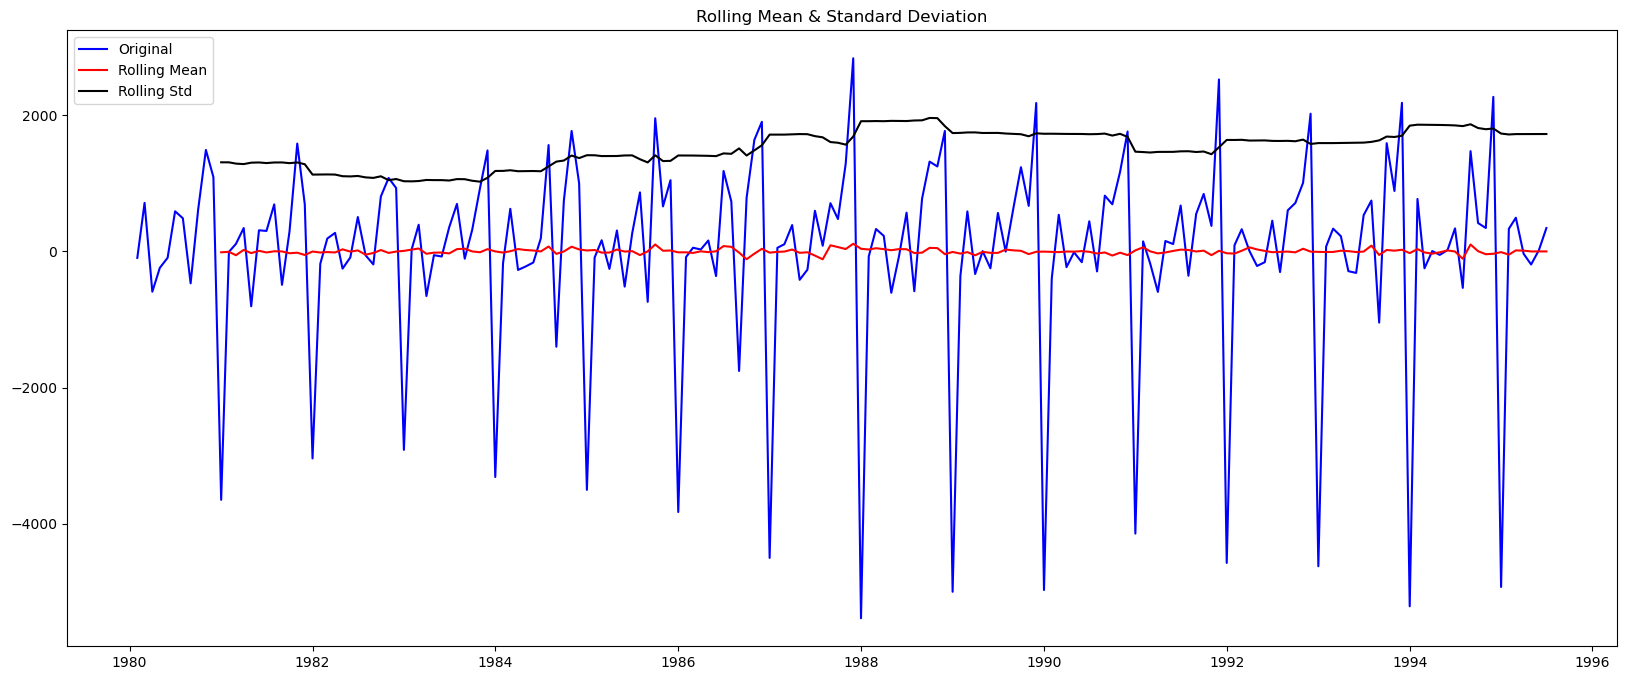 Rolling Mean & Standard Deviation
Original
Rolling Mean
Rolling Std
2000
0
−2000
−4000
1980 1982 1984 1986 1988 1990 1992 1994 1996